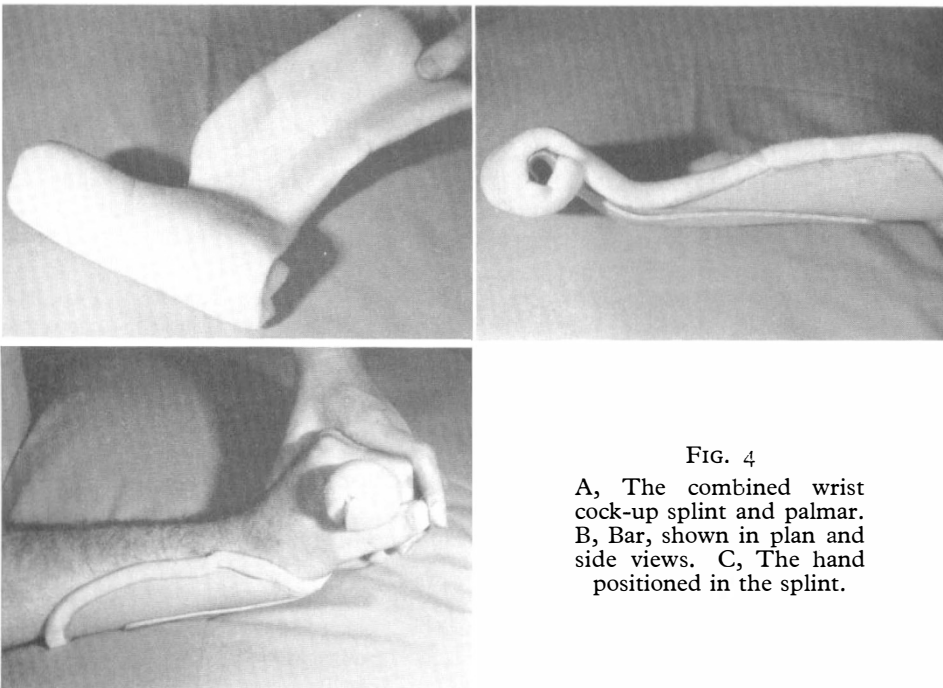 FIG. 4
A, The combined wrist
cock-up splint and palmar.
B, Bar, shown in plan and
side views. C, The hand
positioned in the splint.